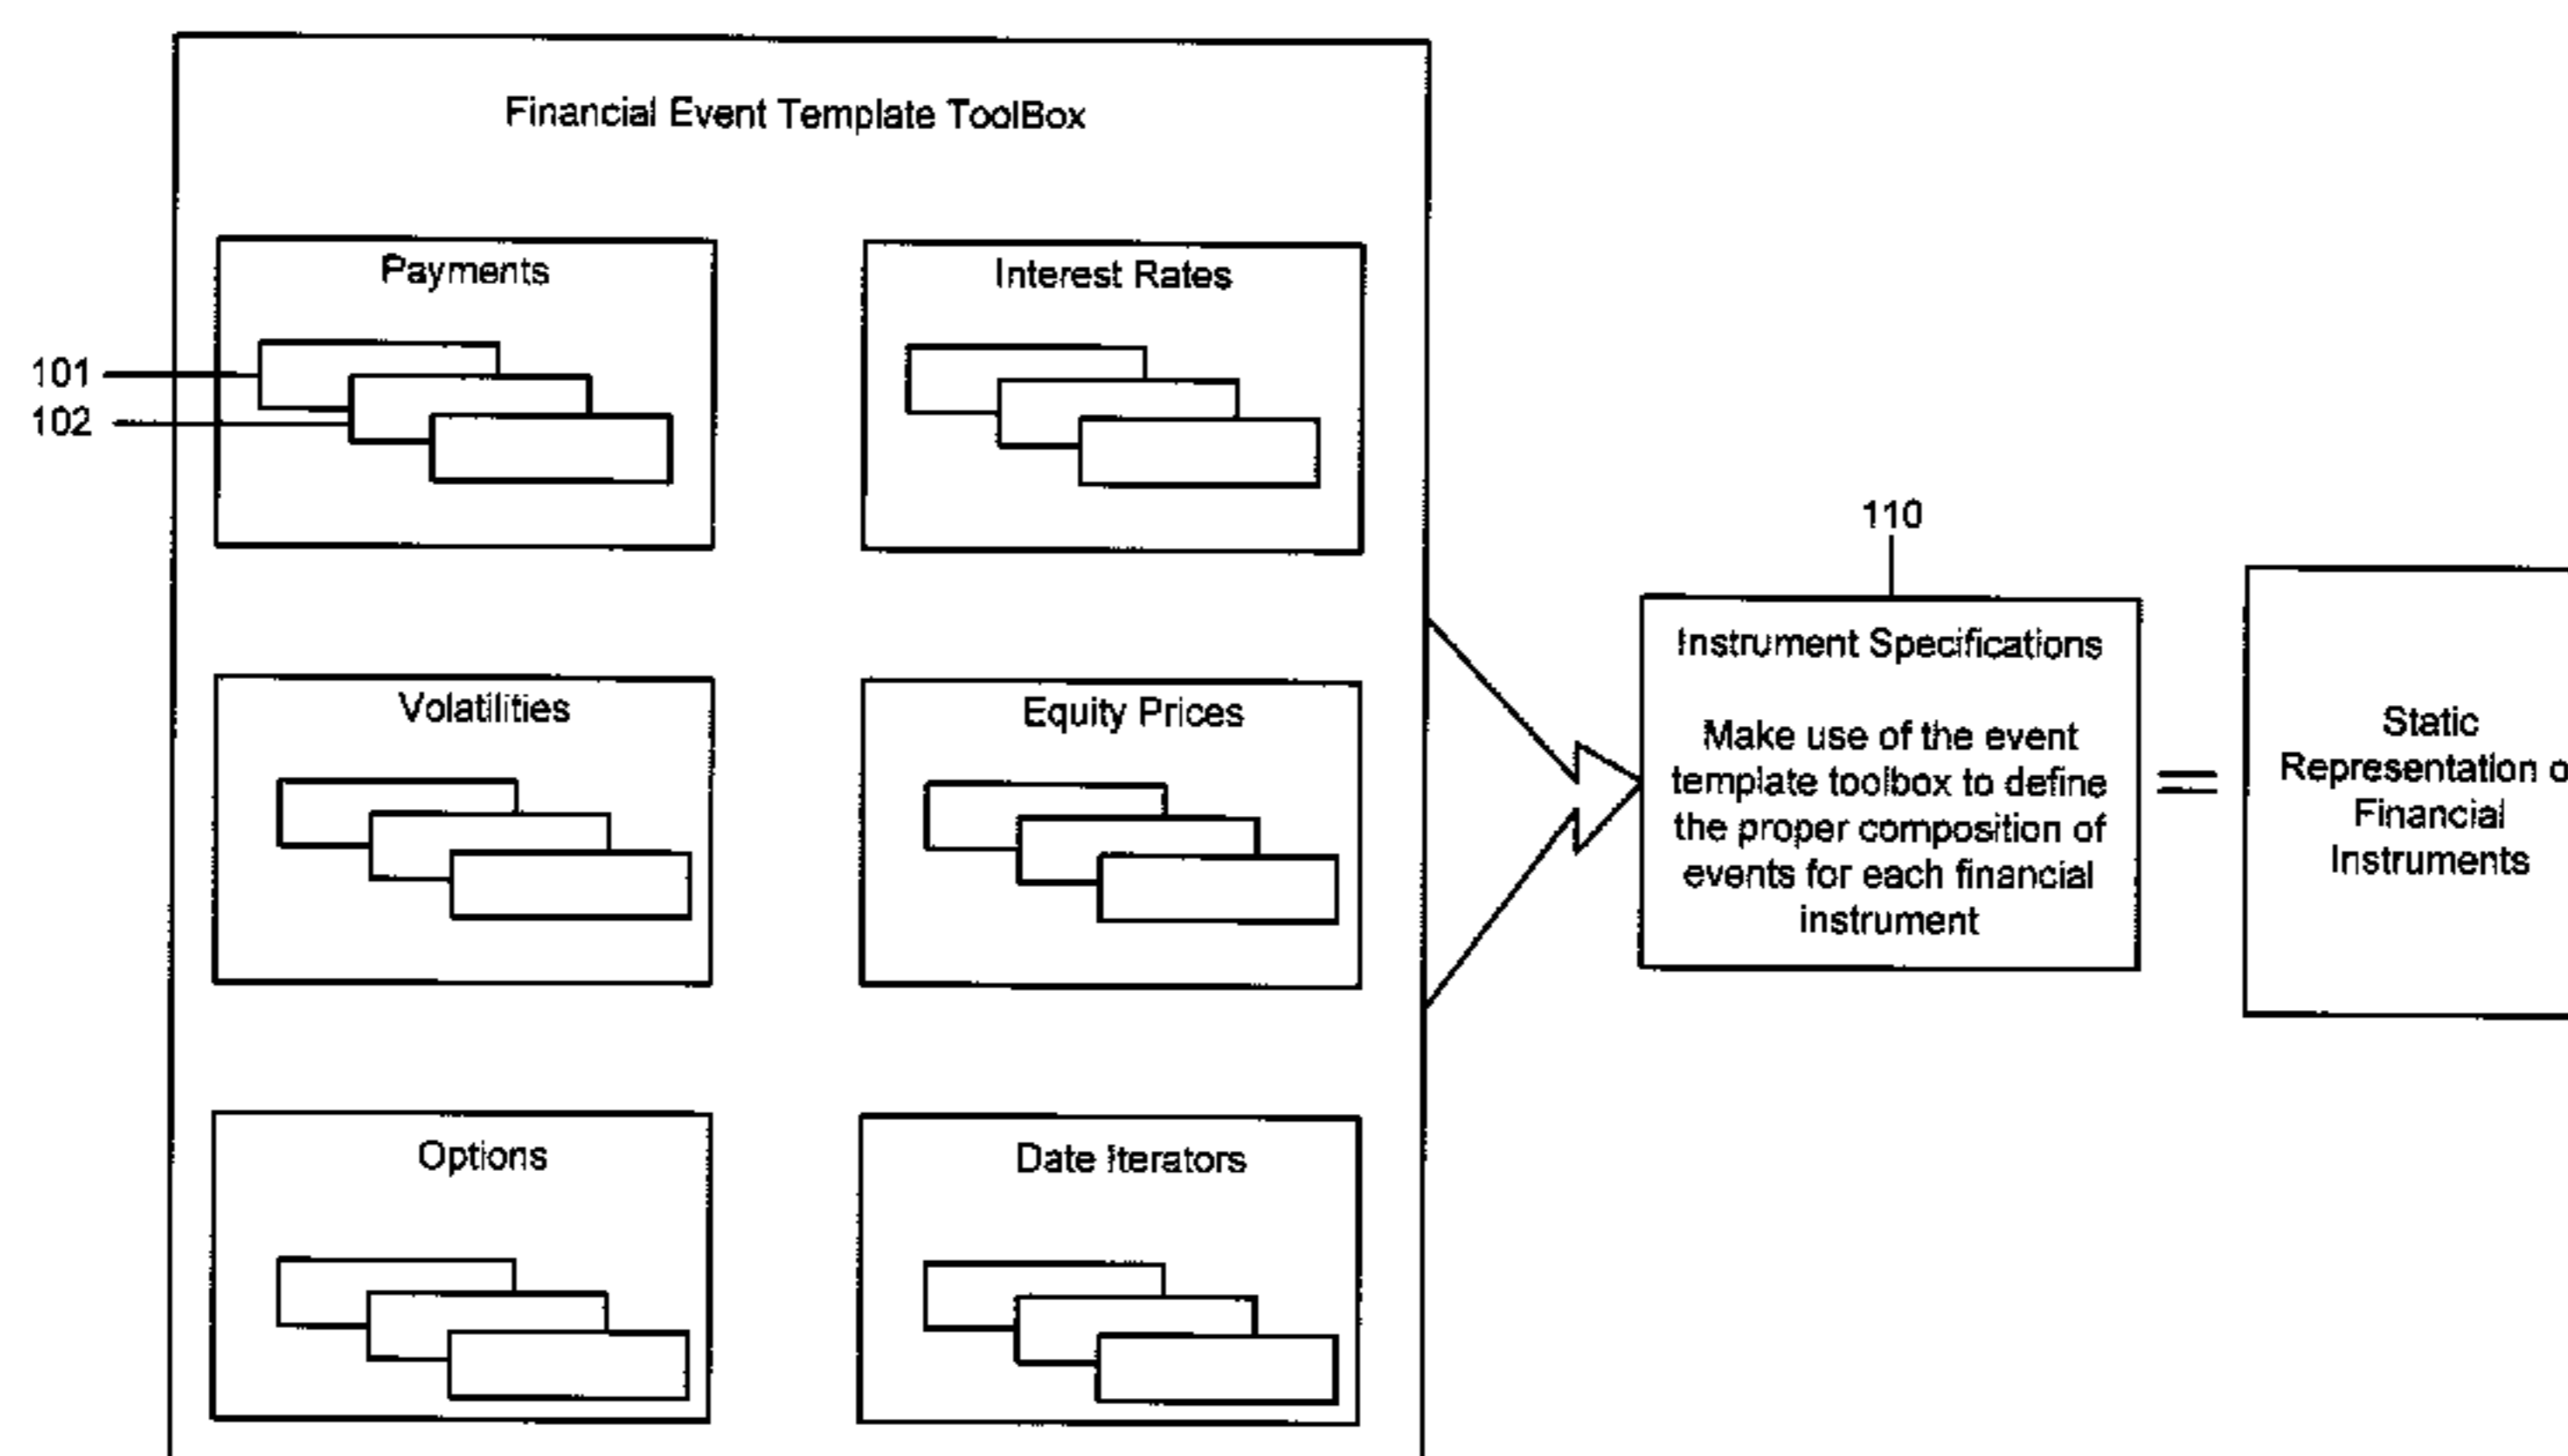 Financial Event Template ToolBox
Payments
Interest Rates
101
102
110
Instrument Specifications
Make use of the event
template toolbox to define
the proper composition of
events for each financial
instrument
Static
Representation
Financial
Instruments
Volatilities
Equity Prices
Options
Date Iterators